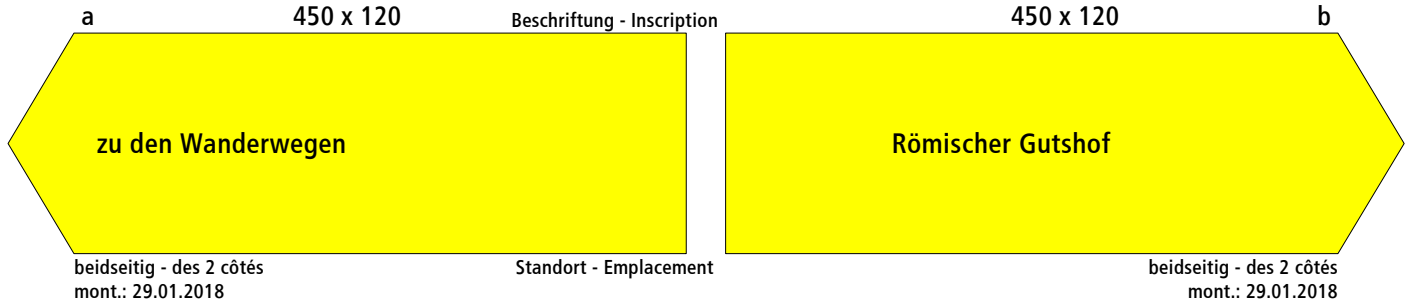 a 450 x 120 Beschriftung - Inscription 450 x 120 b
zu den Wanderwegen
Römischer Gutshof
beidseitig - des 2 côtés Standort - Emplacement beidseitig - des 2 côtés
mont.: 29.01.2018 mont.: 29.01.2018